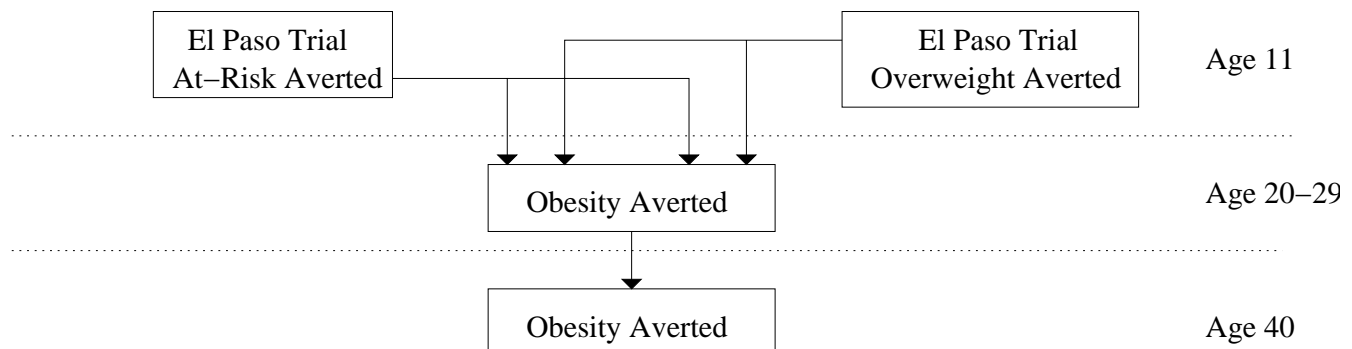 El Paso Trial
At−Risk Averted
El Paso Trial
Overweight Averted
Age 11
Obesity Averted
Age 20−29
Obesity Averted
Age 40